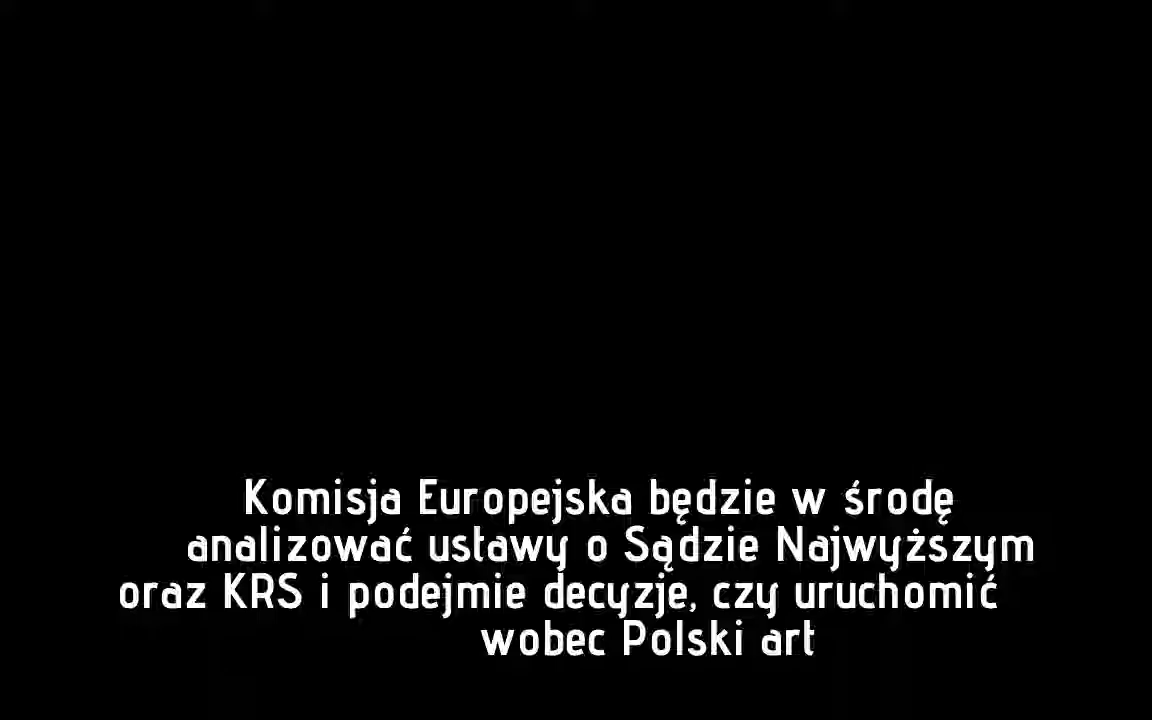 Komisja Europejska będzie w środę
analizować ustawy o Sądzie Najwyższym
oraz KRS i podejmie decyzje, czy uruchomić
wobec Polski art